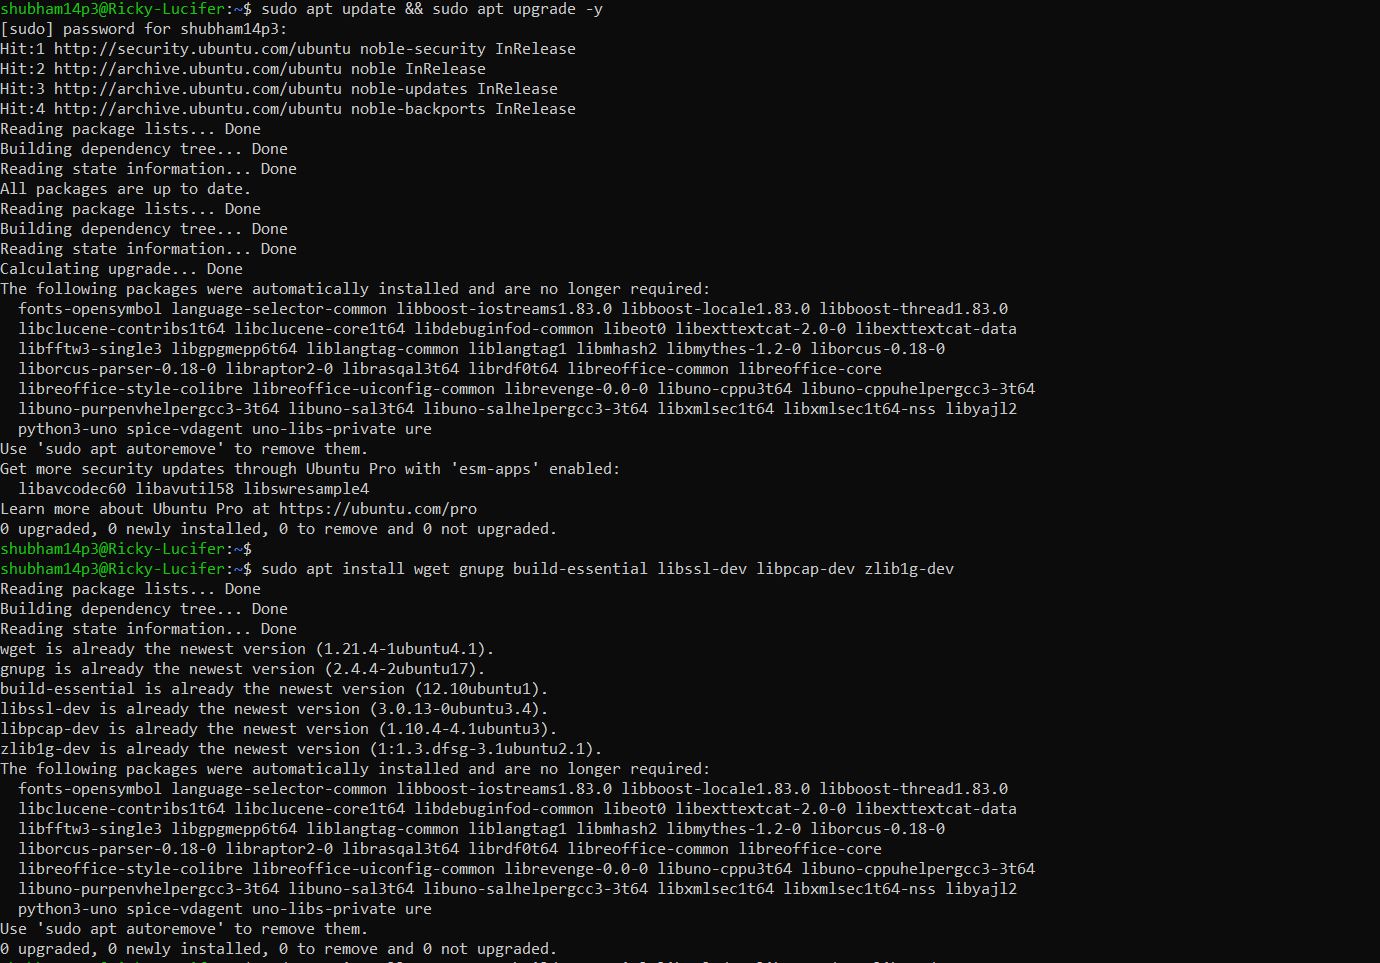 shubham14p3@Ricky-Lucifer:~$ sudo apt update && sudo apt upgrade -y
[sudo] password for shubham14p3:
Hit:1 http://security.ubuntu.com/ubuntu noble-security InRelease
Hit:2 http://archive.ubuntu.com/ubuntu noble InRelease
Hit:3 http://archive.ubuntu.com/ubuntu noble-updates InRelease
Hit:4 http://archive.ubuntu.com/ubuntu noble-backports InRelease
Reading package lists... Done
Building dependency tree... Done
Reading state information... Done
All packages are up to date.
Reading package lists... Done
Building dependency tree... Done
Reading state information... Done
Calculating upgrade... Done
The following packages were automatically installed and are no longer required:
  fonts-opensymbol language-selector-common libboost-iostreams1.83.0 libboost-locale1.83.0 libboost-thread1.83.0
  libclucene-contribs1t64 libclucene-core1t64 libdebuginfod-common libeot0 libexttextcat-2.0-0 libexttextcat-data
  libfftw3-single3 libgpgmepp6t64 liblangtag-common liblangtag1 libmhash2 libmythes-1.2-0 liborcus-0.18-0
  liborcus-parser-0.18-0 libraptor2-0 librasqal3t64 librdf0t64 libreoffice-common libreoffice-core
  libreoffice-style-colibre libreoffice-uiconfig-common librevenge-0.0-0 libuno-cppu3t64 libuno-cppuhelpergcc3-3t64
  libuno-purpenvhelpergcc3-3t64 libuno-sal3t64 libuno-salhelpergcc3-3t64 libxmlsec1t64 libxmlsec1t64-nss libyajl2
  python3-uno spice-vdagent uno-libs-private ure
Use 'sudo apt autoremove' to remove them.
Get more security updates through Ubuntu Pro with 'esm-apps' enabled:
  libavcodec60 libavutil58 libswresample4
Learn more about Ubuntu Pro at https://ubuntu.com/pro
0 upgraded, 0 newly installed, 0 to remove and 0 not upgraded.
shubham14p3@Ricky-Lucifer:~$
shubham14p3@Ricky-Lucifer:~$ sudo apt install wget gnupg build-essential libssl-dev libpcap-dev zlib1g-dev
Reading package lists... Done
Building dependency tree... Done
Reading state information... Done
wget is already the newest version (1.21.4-1ubuntu4.1).
gnupg is already the newest version (2.4.4-2ubuntu17).
build-essential is already the newest version (12.10ubuntu1).
libssl-dev is already the newest version (3.0.13-0ubuntu3.4).
libpcap-dev is already the newest version (1.10.4-4.1ubuntu3).
zlib1g-dev is already the newest version (1:1.3.dfsg-3.1ubuntu2.1).
The following packages were automatically installed and are no longer required:
  fonts-opensymbol language-selector-common libboost-iostreams1.83.0 libboost-locale1.83.0 libboost-thread1.83.0
  libclucene-contribs1t64 libclucene-core1t64 libdebuginfod-common libeot0 libexttextcat-2.0-0 libexttextcat-data
  libfftw3-single3 libgpgmepp6t64 liblangtag-common liblangtag1 libmhash2 libmythes-1.2-0 liborcus-0.18-0
  liborcus-parser-0.18-0 libraptor2-0 librasqal3t64 librdf0t64 libreoffice-common libreoffice-core
  libreoffice-style-colibre libreoffice-uiconfig-common librevenge-0.0-0 libuno-cppu3t64 libuno-cppuhelpergcc3-3t64
  libuno-purpenvhelpergcc3-3t64 libuno-sal3t64 libuno-salhelpergcc3-3t64 libxmlsec1t64 libxmlsec1t64-nss libyajl2
  python3-uno spice-vdagent uno-libs-private ure
Use 'sudo apt autoremove' to remove them.
0 upgraded, 0 newly installed, 0 to remove and 0 not upgraded.